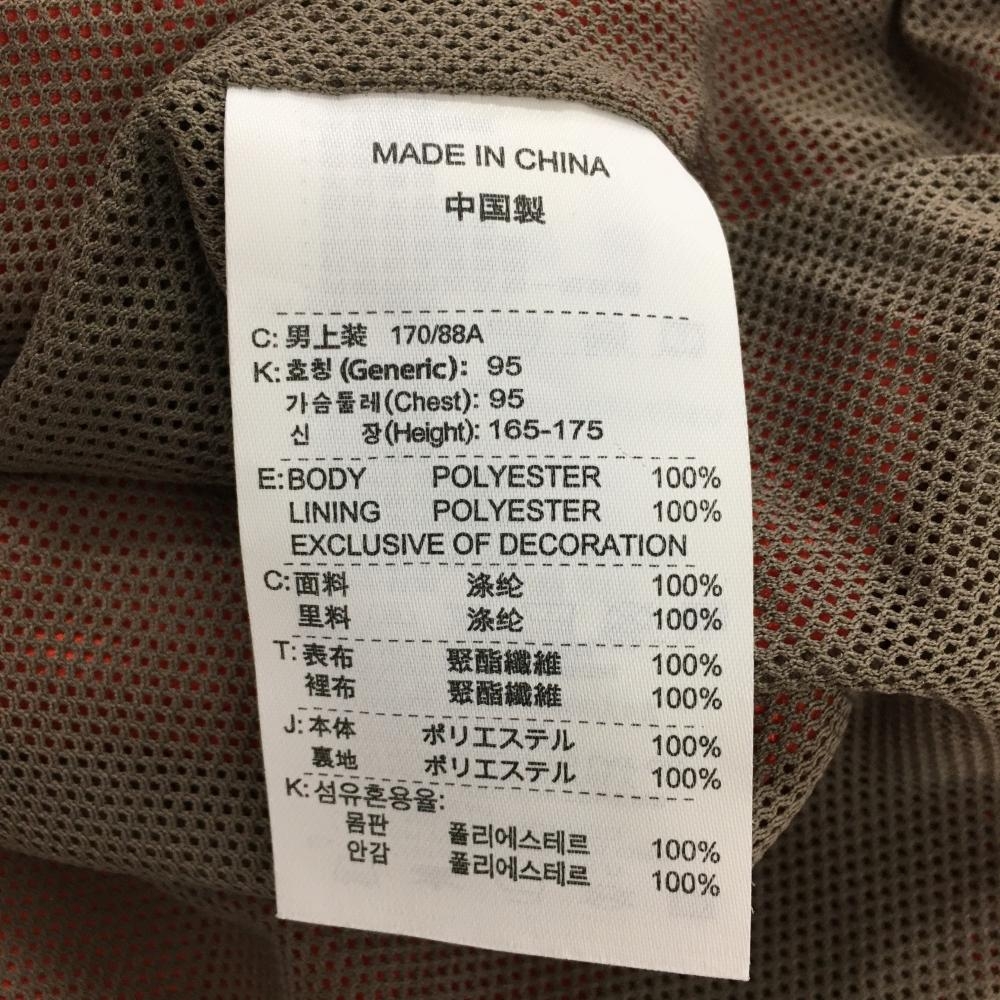 MADE IN CHINA
中国製
C: 男上装 170/88A
K: 호칭 (Generic): 95
가슴둘레(Chest): 95
신 장(Height): 165-175
E: BODY POLYESTER 100%
LINING POLYESTER 100%
EXCLUSIVE OF DECORATION
C: 面料 涤纶 100%
里料 涤纶 100%
T: 表布 聚酯纖維 100%
裡布 聚酯纖維 100%
J: 本体 ポリエステル 100%
裏地 ポリエステル 100%
K: 섬유혼용율:
몸판 폴리에스테르 100%
안감 폴리에스테르 100%